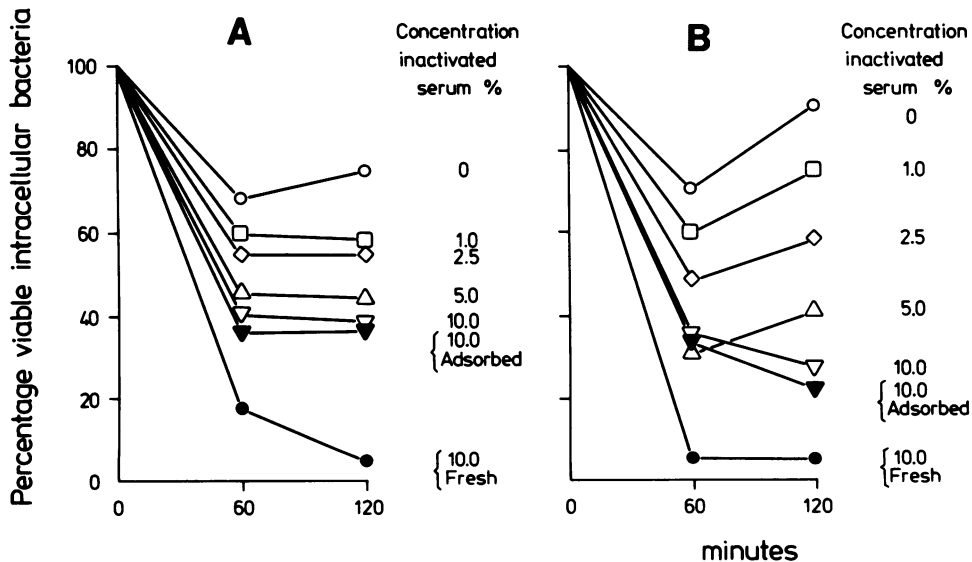 Percentage viable intracellular bacteria
A
Concentration
inactivated
serum %
100
80
60
40
20
0
0
1.0
2.5
5.0
10.0
10.0
Adsorbed
10.0
Fresh
0
60
120
B
Concentration
inactivated
serum %
0
1.0
2.5
5.0
10.0
10.0
Adsorbed
10.0
Fresh
0
60
120
minutes